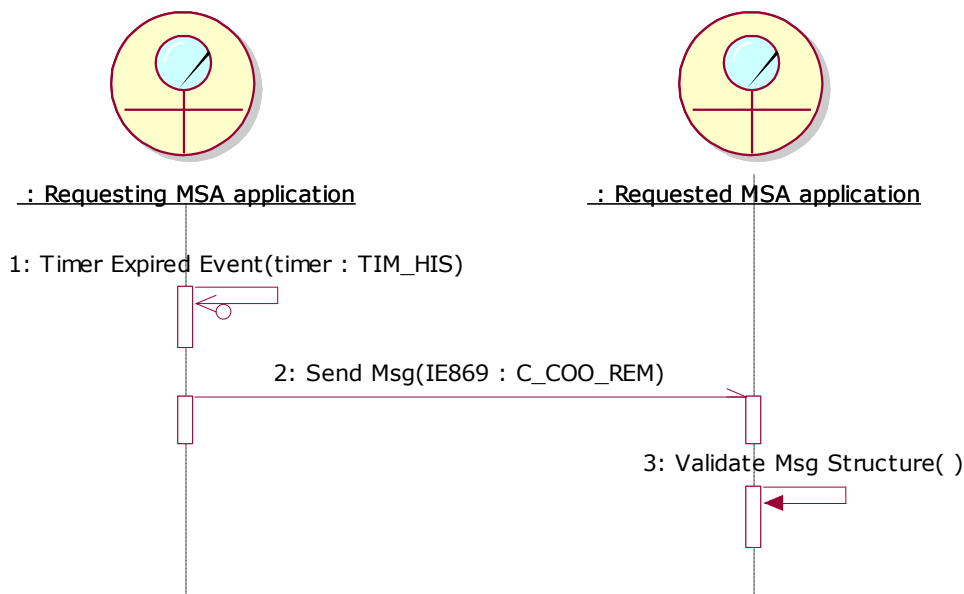 : Requesting MSA application
: Requested MSA application
1: Timer Expired Event(timer : TIM_HIS)
2: Send Msg(IE869 : C_COO_REM)
3: Validate Msg Structure( )